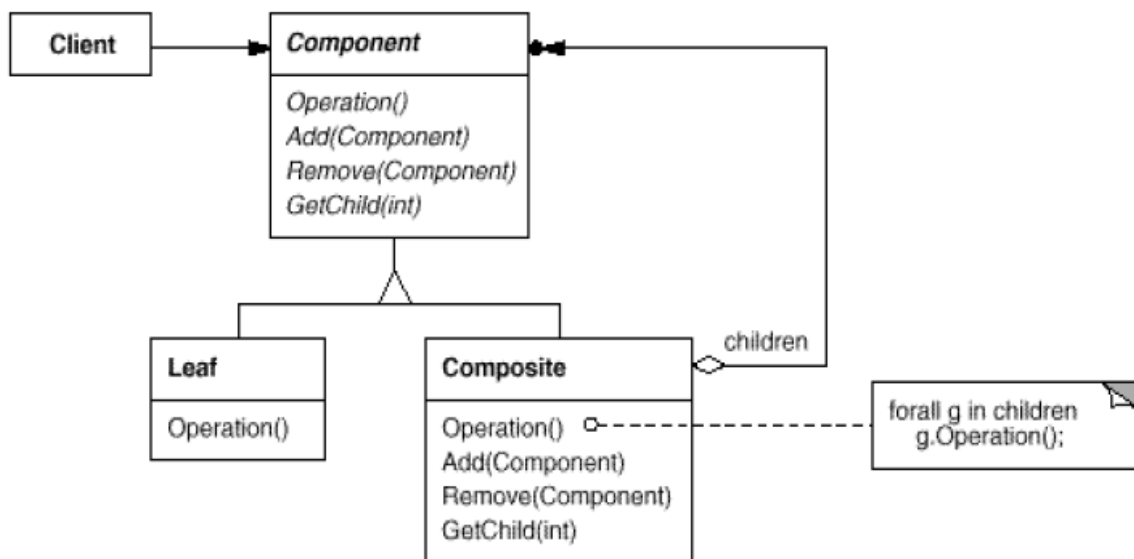 Client
Component
Operation()
Add(Component)
Remove(Component)
GetChild(int)
Leaf
Operation()
Composite
Operation()
Add(Component)
Remove(Component)
GetChild(int)
children
forall g in children
g.Operation();